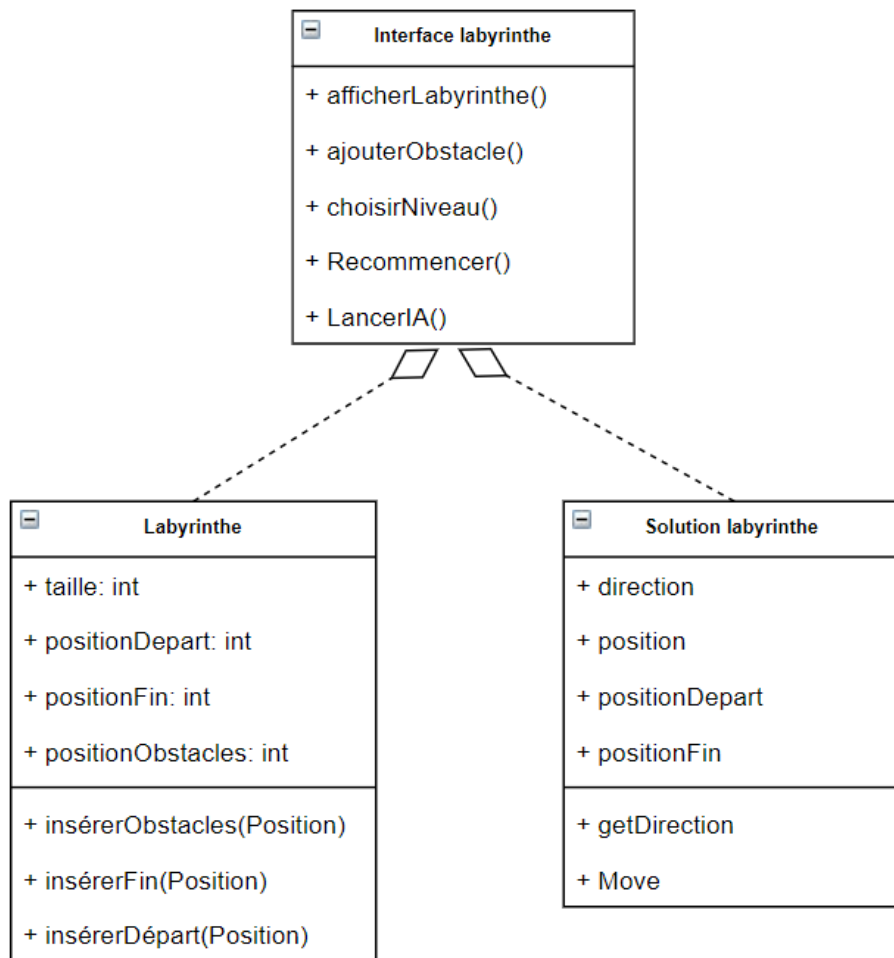 Interface labyrinthe
+ afficherLabyrinthe()
+ ajouterObstacle()
+ choisirNiveau()
+ Recommencer()
+ LancerIA()
Labyrinthe
+ taille: int
+ positionDepart: int
+ positionFin: int
+ positionObstacles: int
+ insérerObstacles(Position)
+ insérerFin(Position)
+ insérerDépart(Position)
Solution labyrinthe
+ direction
+ position
+ positionDepart
+ positionFin
+ getDirection
+ Move